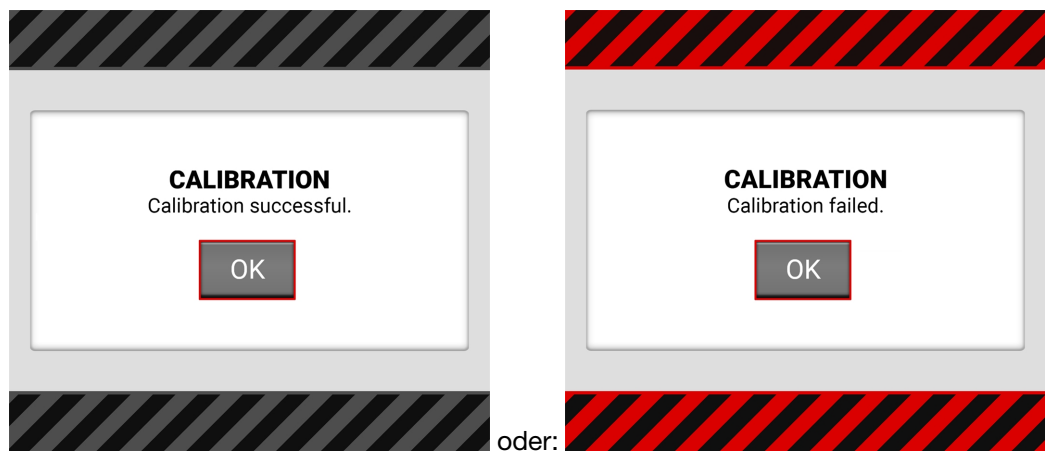 CALIBRATION
Calibration successful.
OK
oder:
CALIBRATION
Calibration failed.
OK